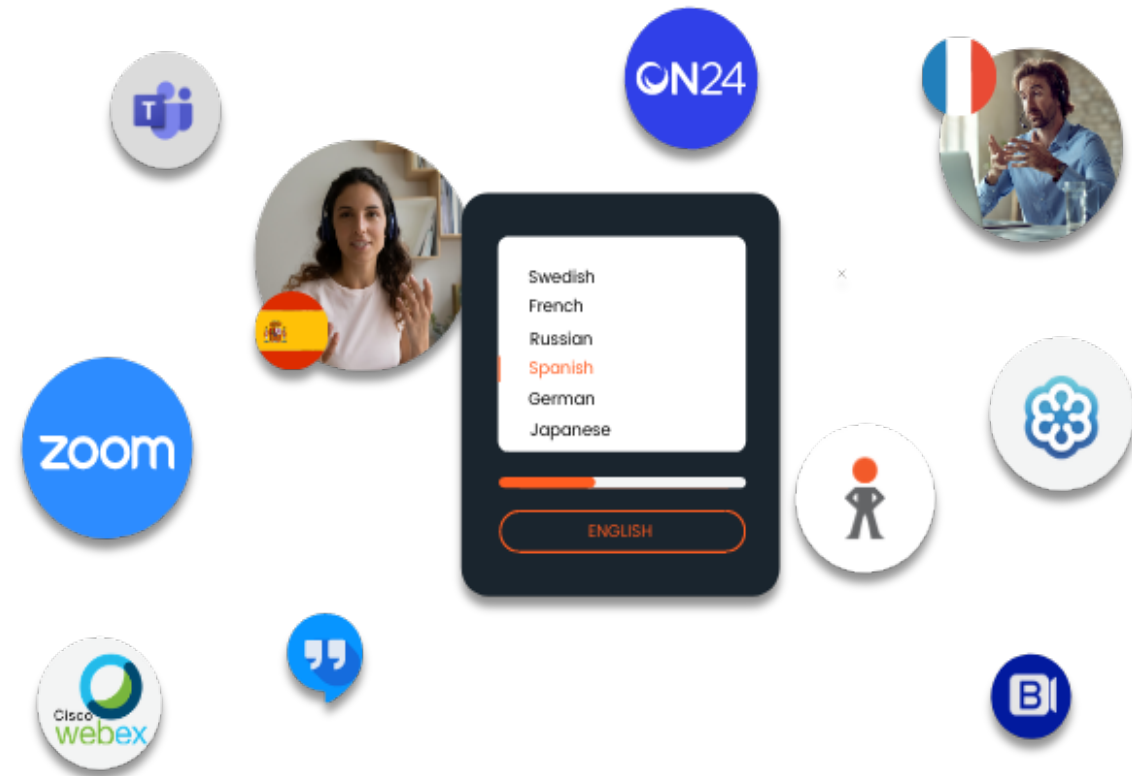 T
ON24
Swedish
French
Russian
Spanish
German
Japanese
zoom
ENGLISH
Cisco
webex
B